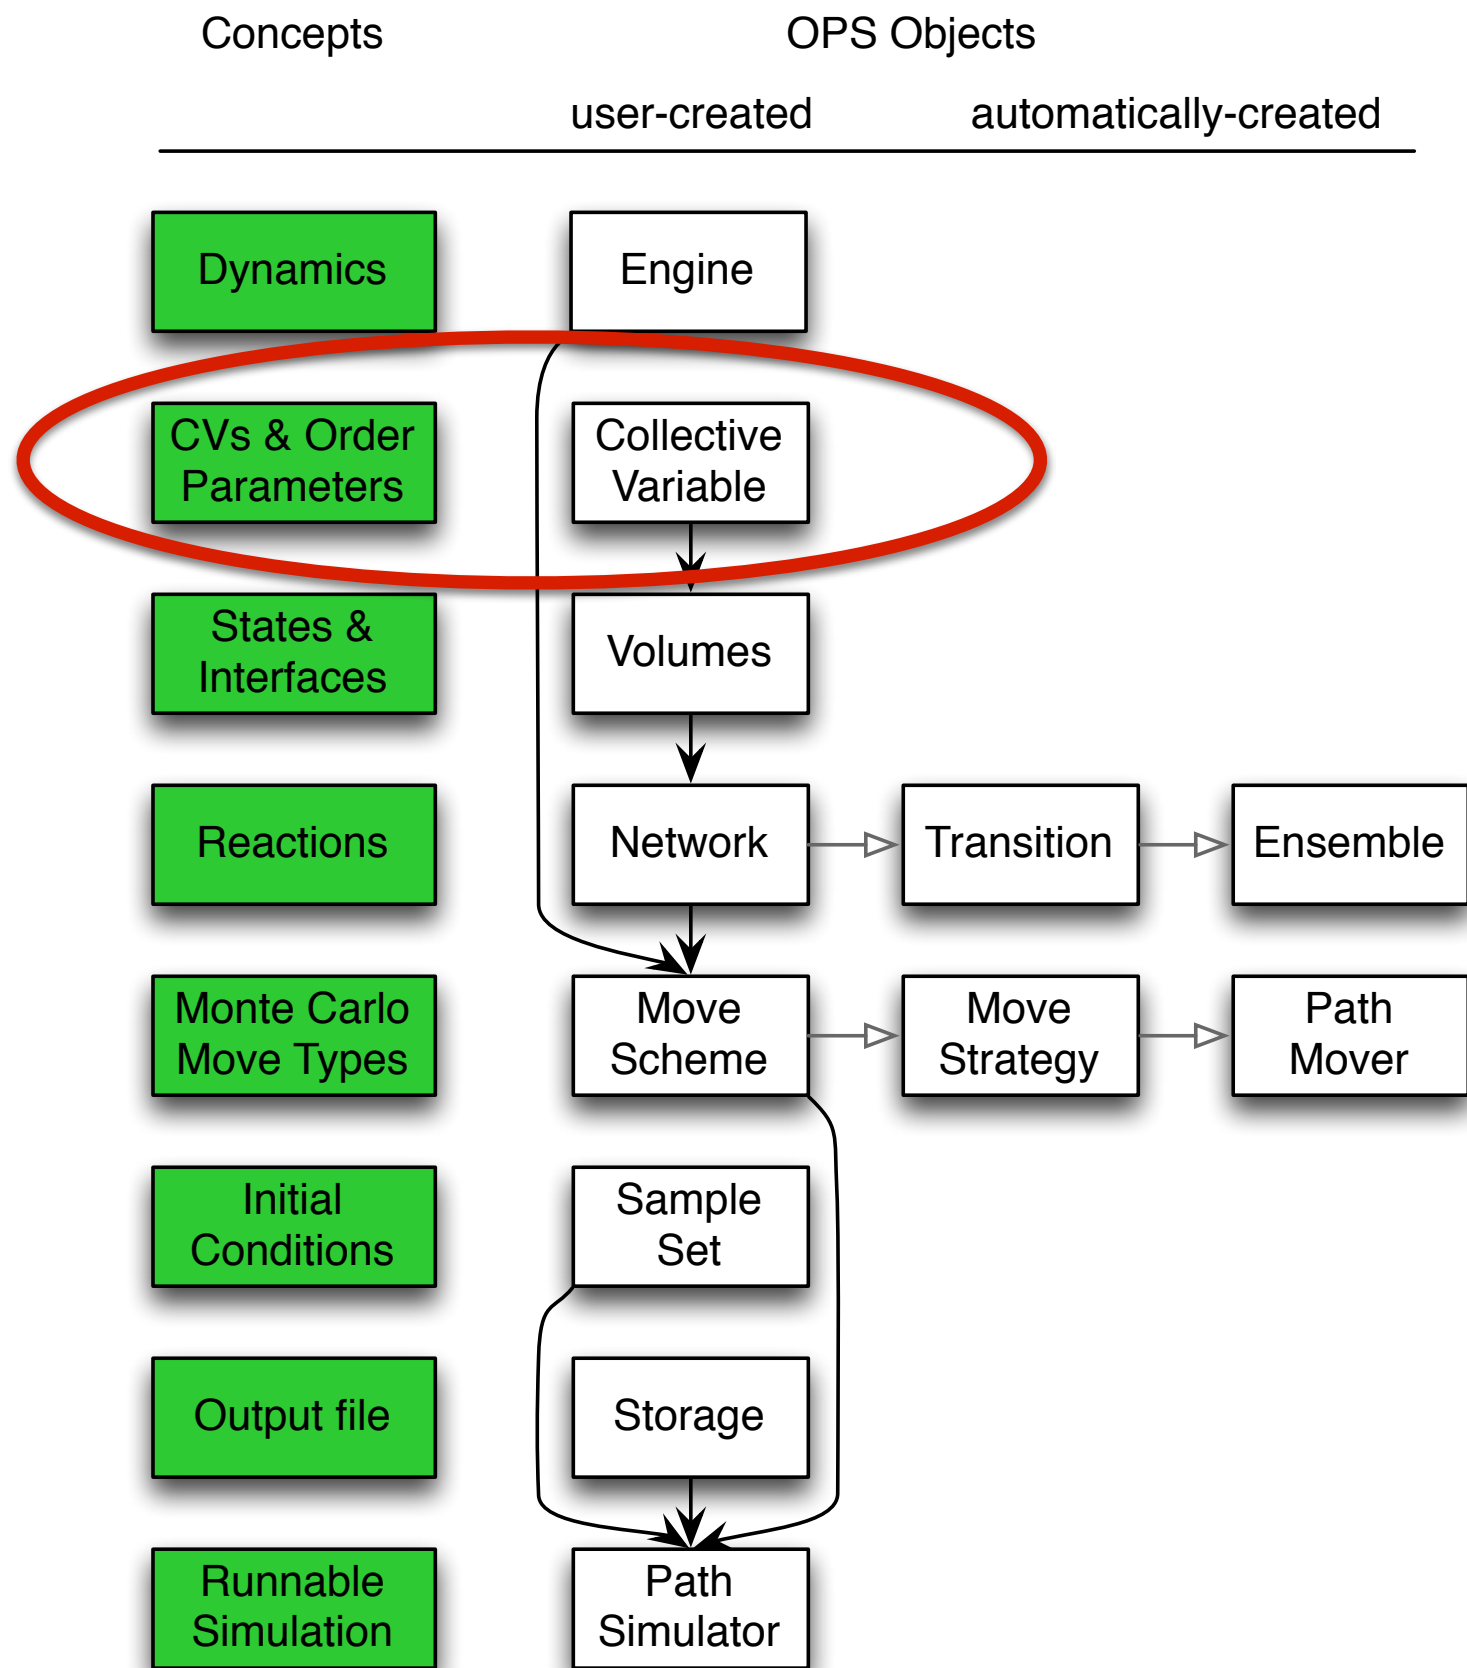 Concepts
OPS Objects
user-created
automatically-created
Dynamics
Engine
CVs & Order
Parameters
Collective
Variable
States &
Interfaces
Volumes
Reactions
Network
Transition
Ensemble
Monte Carlo
Move Types
Move
Scheme
Move
Strategy
Path
Mover
Initial
Conditions
Sample
Set
Output file
Storage
Runnable
Simulation
Path
Simulator